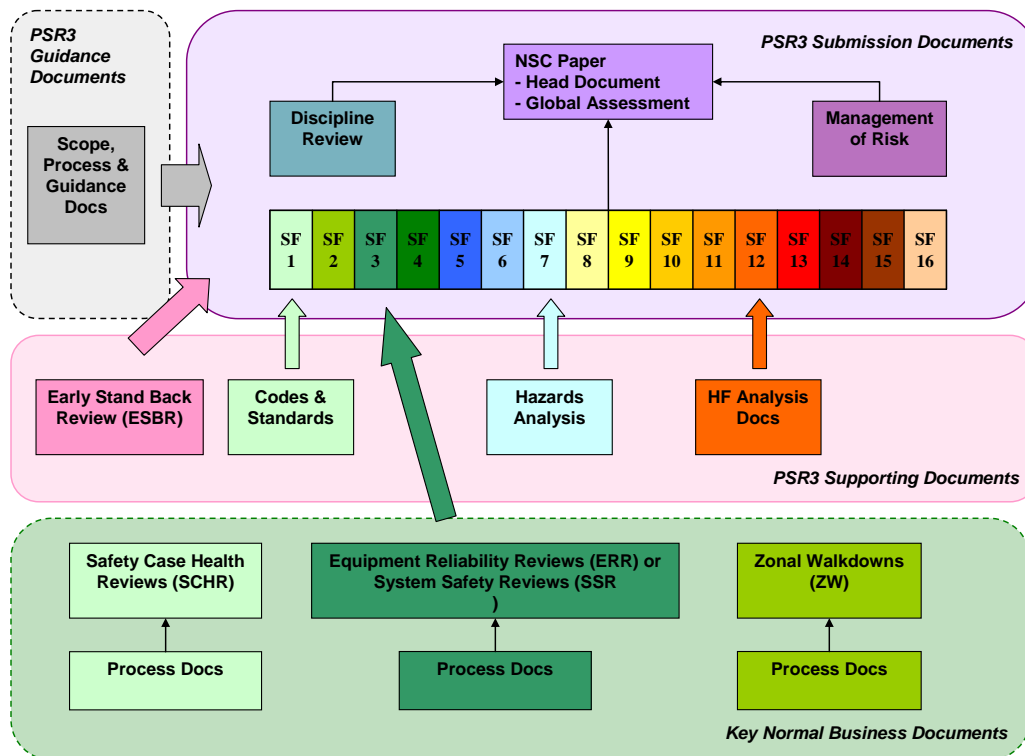 PSR3
Guidance
Documents
Scope,
Process &
Guidance
Docs
PSR3 Submission Documents
NSC Paper
- Head Document
- Global Assessment
Discipline
Review
Management
of Risk
SF
1
SF
2
SF
3
SF
4
SF
5
SF
6
SF
7
SF
8
SF
9
SF
10
SF
11
SF
12
SF
13
SF
14
SF
15
SF
16
Early Stand Back
Review (ESBR)
Codes &
Standards
Hazards
Analysis
HF Analysis
Docs
PSR3 Supporting Documents
Safety Case Health
Reviews (SCHR)
Equipment Reliability Reviews (ERR) or
System Safety Reviews (SSR
)
Zonal Walkdowns
(ZW)
Process Docs
Process Docs
Process Docs
Key Normal Business Documents